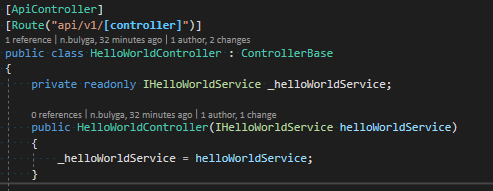 [ApiController]
[Route("api/v1/[controller]")]
1 reference | n.bulyga, 32 minutes ago | 1 author, 2 changes
public class HelloWorldController : ControllerBase
{
private readonly IHelloWorldService _helloWorldService;
0 references | n.bulyga, 32 minutes ago | 1 author, 1 change
public HelloWorldController(IHelloWorldService helloWorldService)
{
_helloWorldService = helloWorldService;
}